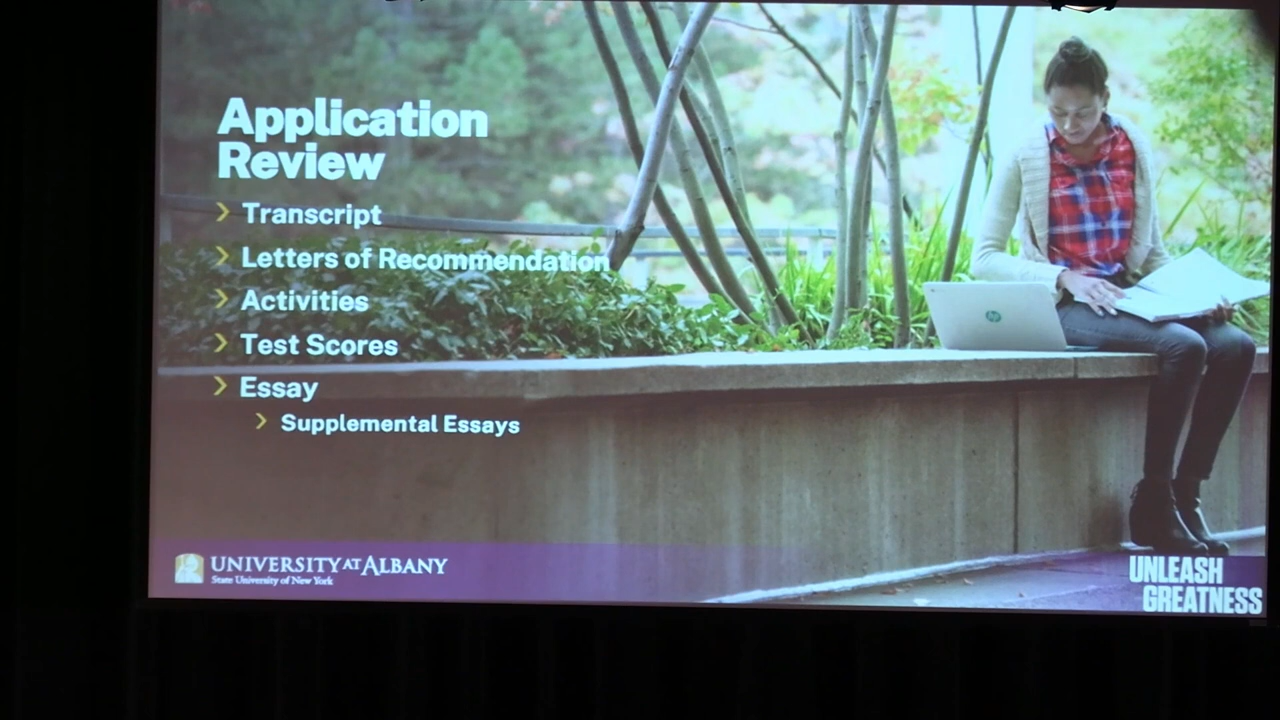 Application
Review
Transcript
Letters of Recommendation
Activities
Test Scores
Essay
Supplemental Essays
UNIVERSITY AT ALBANY
State University of New York
UNLEASH
GREATNESS
hp